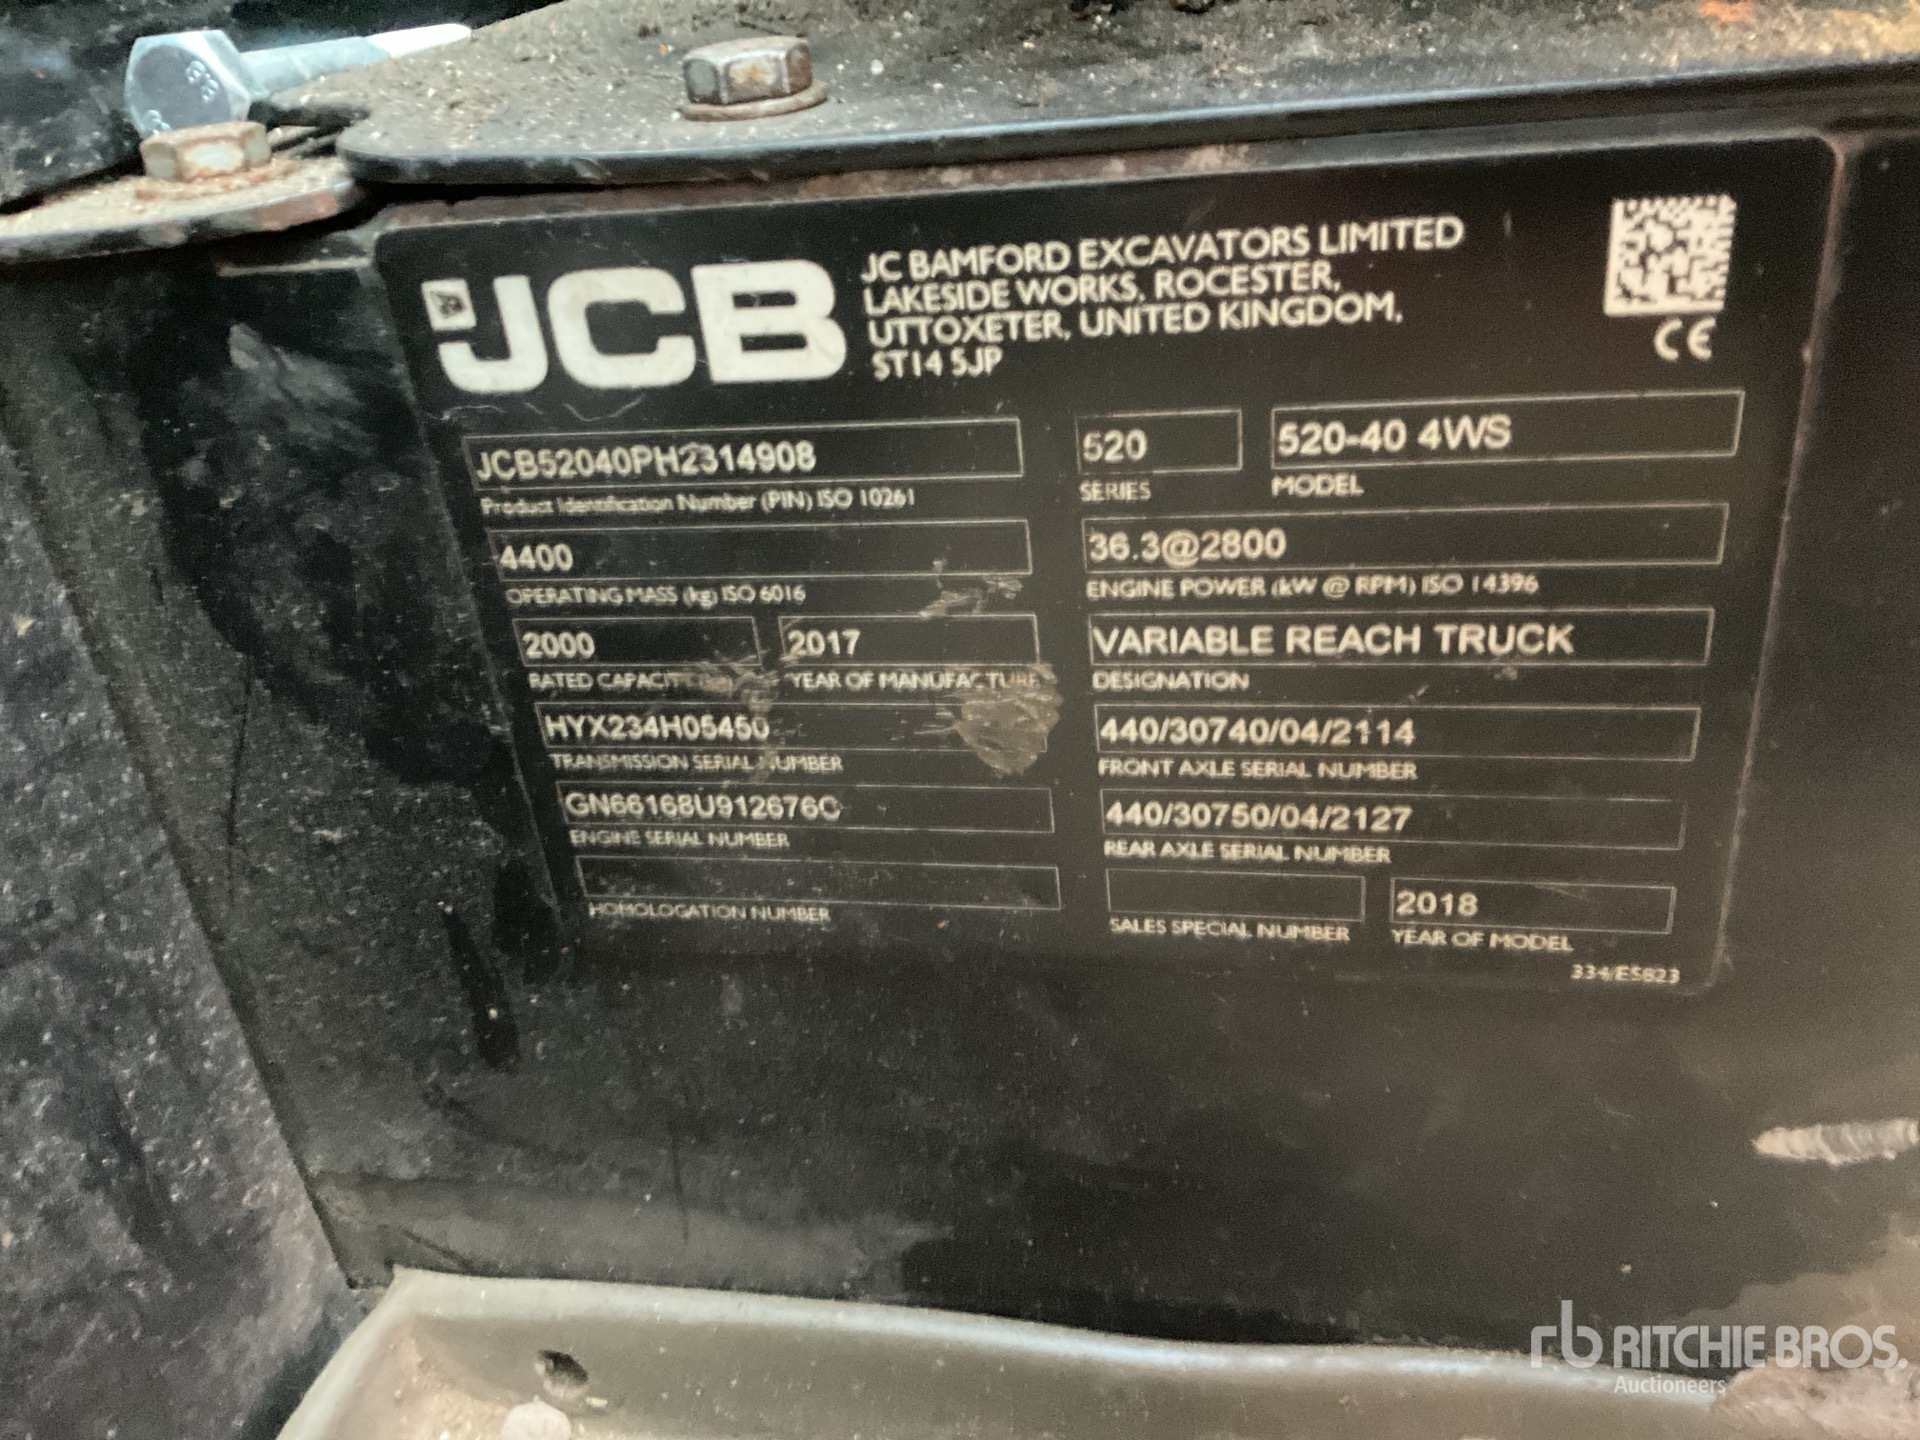 JCB
JC BAMFORD EXCAVATORS LIMITED
LAKESIDE WORKS, ROCESTER,
UTTOXETER, UNITED KINGDOM,
ST14 5JP
CE
JCB52040PH2314908
Product Identification Number (PIN) ISO 10261
520
SERIES
520-40 4WS
MODEL
4400
OPERATING MASS (kg) ISO 6016
36.3@2800
ENGINE POWER (kW @ RPM) ISO 14396
2000
RATED CAPACITY
2017
YEAR OF MANUFACTURE
VARIABLE REACH TRUCK
DESIGNATION
HYX234H05450
TRANSMISSION SERIAL NUMBER
440/30740/04/2114
FRONT AXLE SERIAL NUMBER
GN66168U912676C
ENGINE SERIAL NUMBER
440/30750/04/2127
REAR AXLE SERIAL NUMBER
HOMOLOGATION NUMBER
SALES SPECIAL NUMBER
2018
YEAR OF MODEL
334/E5823
rb RITCHIE BROS.
Auctioneers